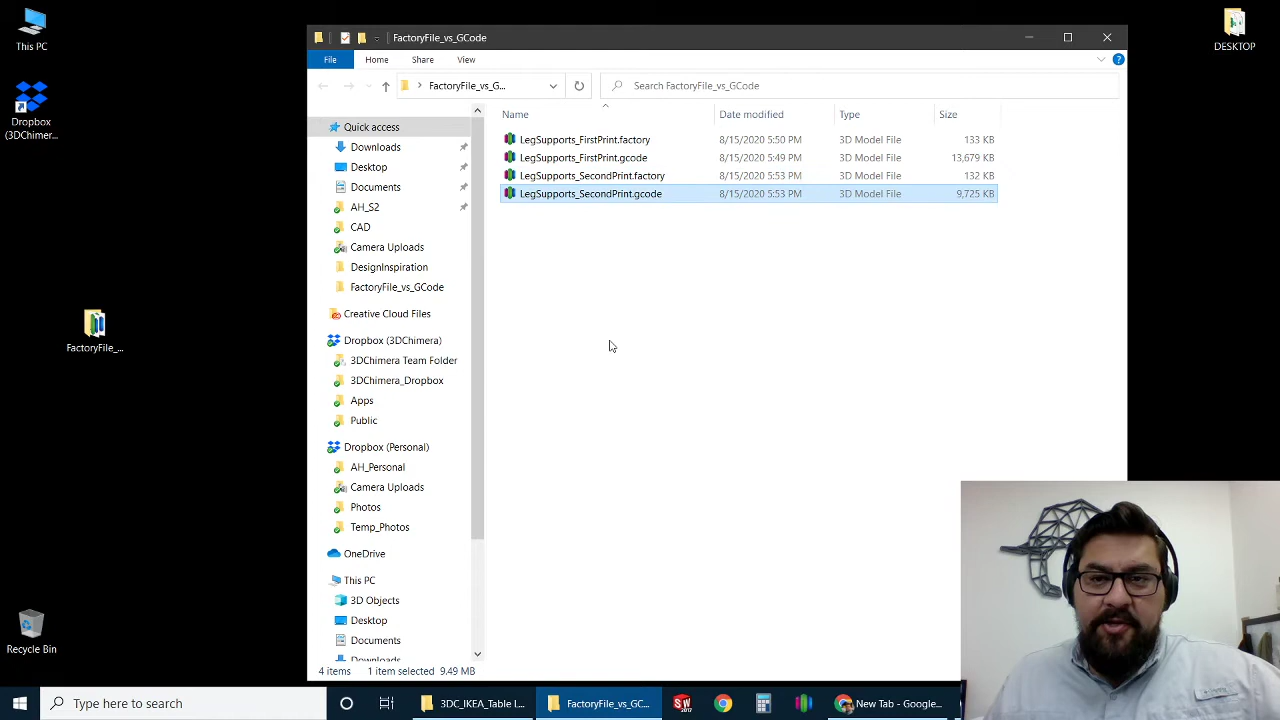 This PC
Dropbox
(3DChimer...
FactoryFile_...
Recycle Bin
DESKTOP
FactoryFile_vs_GCode
File
Home
Share
View
FactoryFile_vs_G...
Search FactoryFile_vs_GCode
Name
Date modified
Type
Size
LegSupports_FirstPrint.factory 8/15/2020 5:50 PM 3D Model File 133 KB
LegSupports_FirstPrint.gcode 8/15/2020 5:49 PM 3D Model File 13,679 KB
LegSupports_SecondPrint.factory 8/15/2020 5:53 PM 3D Model File 132 KB
LegSupports_SecondPrint.gcode 8/15/2020 5:53 PM 3D Model File 9,725 KB
Quick access
Downloads
Desktop
Documents
AH_S2
CAD
Camera Uploads
DesignInspiration
FactoryFile_vs_GCode
Creative Cloud Files
Dropbox (3DChimera)
3DChimera Team Folder
3DChimera_Dropbox
Apps
Public
Dropbox (Personal)
AH_Personal
Camera Uploads
Photos
Temp_Photos
OneDrive
This PC
3D Objects
Desktop
Documents
Downloads
4 items 1 item selected 9.49 MB
Type here to search
3DC_IKEA_Table l...
FactoryFile_vs_GC...
New Tab - Google...